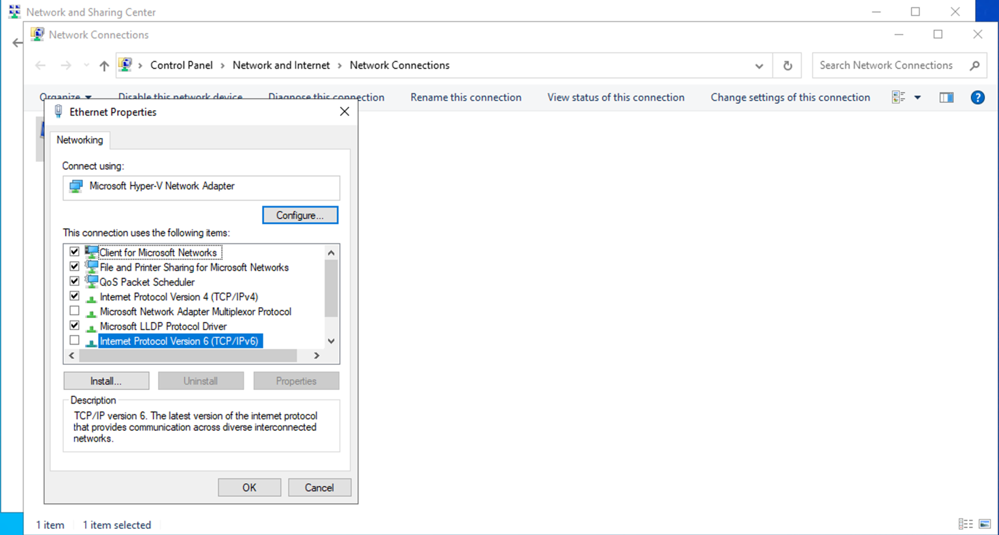 Network and Sharing Center
Network Connections
Control Panel > Network and Internet > Network Connections
Search Network Connections
Organize Disable this network device Diagnose this connection Rename this connection View status of this connection Change settings of this connection ?
Ethernet Properties
Networking
Connect using:
Microsoft Hyper-V Network Adapter
Configure...
This connection uses the following items:
Client for Microsoft Networks
File and Printer Sharing for Microsoft Networks
QoS Packet Scheduler
Internet Protocol Version 4 (TCP/IPv4)
Microsoft Network Adapter Multiplexor Protocol
Microsoft LLDP Protocol Driver
Internet Protocol Version 6 (TCP/IPv6)
Install... Uninstall Properties
Description
TCP/IP version 6. The latest version of the internet protocol
that provides communication across diverse interconnected
networks.
OK Cancel
1 item 1 item selected